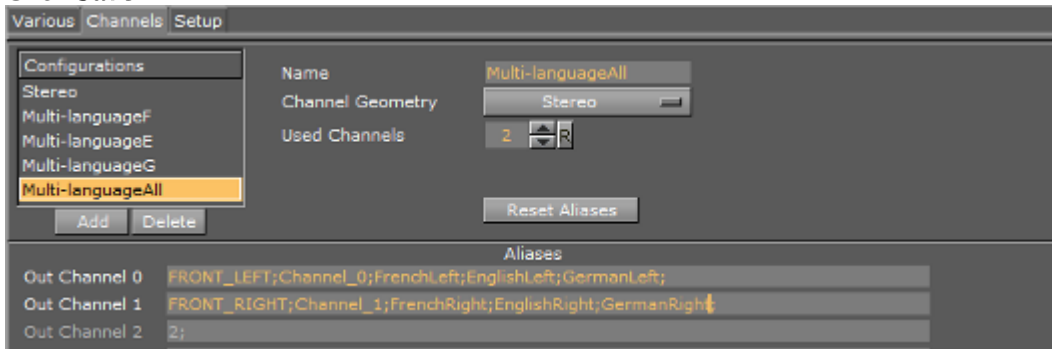 Various Channels Setup
Configurations
Stereo
Multi-languageF
Multi-languageE
Multi-languageG
Multi-languageAll
Add Delete
Name Multi-languageAll
Channel Geometry Stereo
Used Channels 2 R
Reset Aliases
Aliases
Out Channel 0 FRONT_LEFT;Channel_0;FrenchLeft;EnglishLeft;GermanLeft;
Out Channel 1 FRONT_RIGHT;Channel_1;FrenchRight;EnglishRight;GermanRight;
Out Channel 2 2;